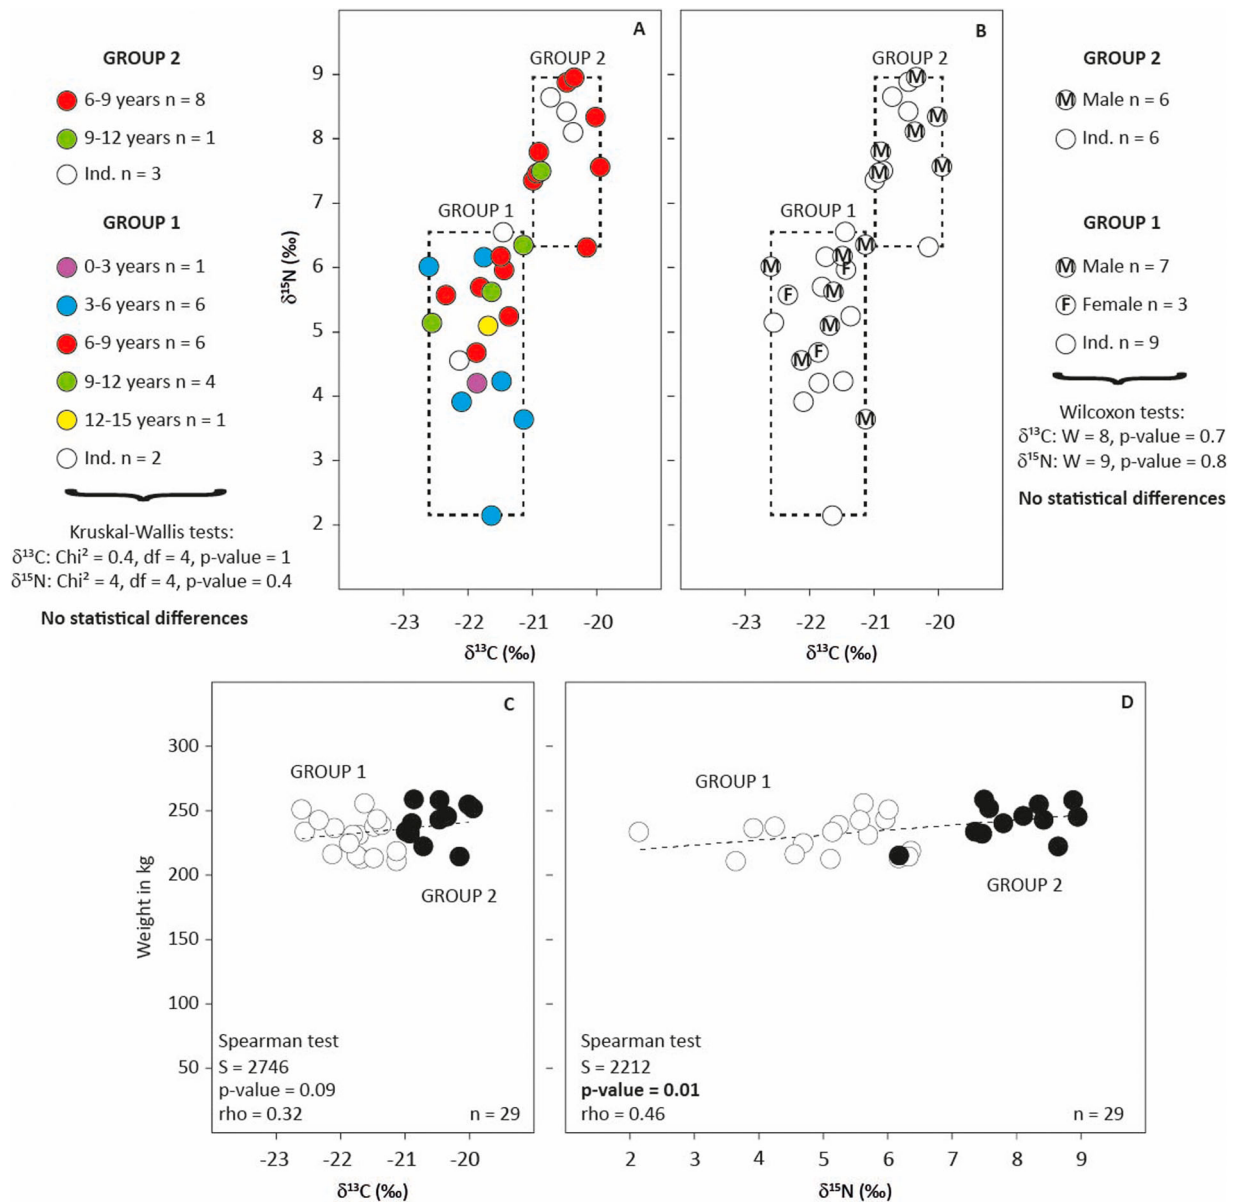 GROUP 2
6-9 years n = 8
9-12 years n = 1
Ind. n = 3
GROUP 1
0-3 years n = 1
3-6 years n = 6
6-9 years n = 6
9-12 years n = 4
12-15 years n = 1
Ind. n = 2
Kruskal-Wallis tests:
δ¹³C: Chi² = 0.4, df = 4, p-value = 1
δ¹⁵N: Chi² = 4, df = 4, p-value = 0.4
No statistical differences
A
GROUP 2
GROUP 1
δ¹⁵N (‰)
9
8
7
6
5
4
3
2
-23 -22 -21 -20
δ¹³C (‰)
B
GROUP 2
M
M
M
M
M
M
GROUP 1
M
M
F
M
F
M
M
F
M
M
-23 -22 -21 -20
δ¹³C (‰)
GROUP 2
M Male n = 6
Ind. n = 6
GROUP 1
M Male n = 7
F Female n = 3
Ind. n = 9
Wilcoxon tests:
δ¹³C: W = 8, p-value = 0.7
δ¹⁵N: W = 9, p-value = 0.8
No statistical differences
C
GROUP 1
GROUP 2
Weight in kg
300
250
200
150
100
50
Spearman test
S = 2746
p-value = 0.09
rho = 0.32 n = 29
-23 -22 -21 -20
δ¹³C (‰)
D
GROUP 1
GROUP 2
Spearman test
S = 2212
p-value = 0.01
rho = 0.46 n = 29
2 3 4 5 6 7 8 9
δ¹⁵N (‰)